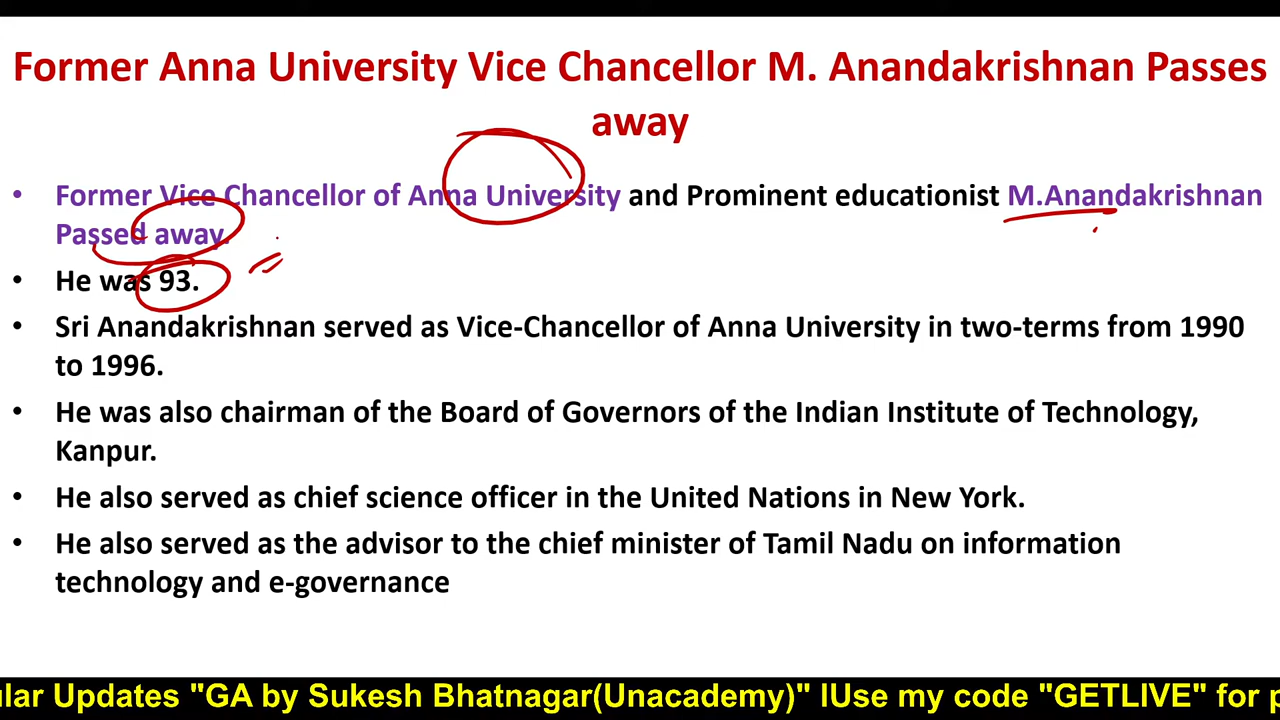 Former Anna University Vice Chancellor M. Anandakrishnan Passes
away
• Former Vice Chancellor of Anna University and Prominent educationist M.Anandakrishnan
Passed away.
• He was 93.
• Sri Anandakrishnan served as Vice-Chancellor of Anna University in two-terms from 1990
to 1996.
• He was also chairman of the Board of Governors of the Indian Institute of Technology,
Kanpur.
• He also served as chief science officer in the United Nations in New York.
• He also served as the advisor to the chief minister of Tamil Nadu on information
technology and e-governance
ular Updates "GA by Sukesh Bhatnagar(Unacademy)" lUse my code "GETLIVE" for p